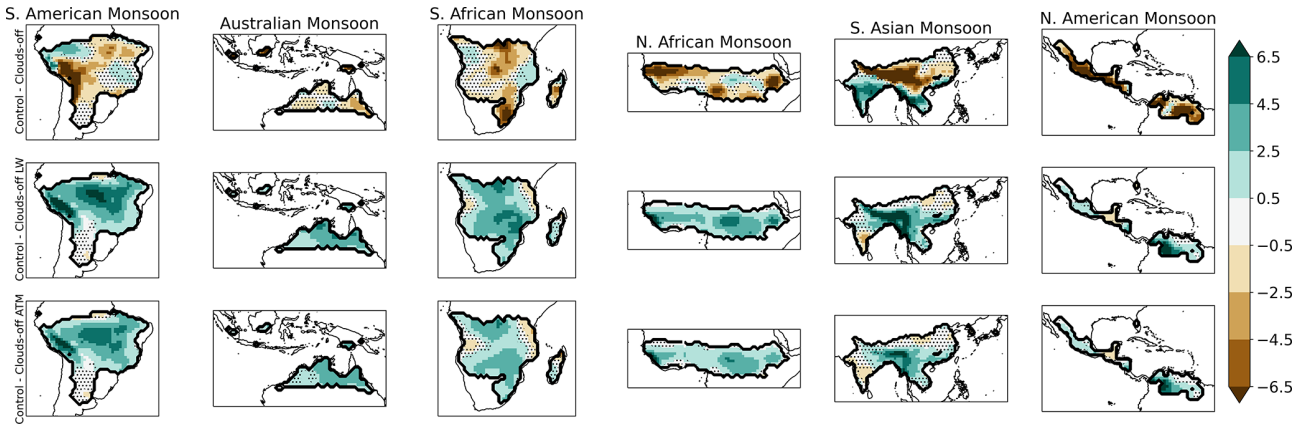 S. American Monsoon
Australian Monsoon
S. African Monsoon
N. African Monsoon
S. Asian Monsoon
N. American Monsoon
Control - Clouds-off
Control - Clouds-off LW
Control - Clouds-off ATM
6.5
4.5
2.5
0.5
−0.5
−2.5
−4.5
−6.5